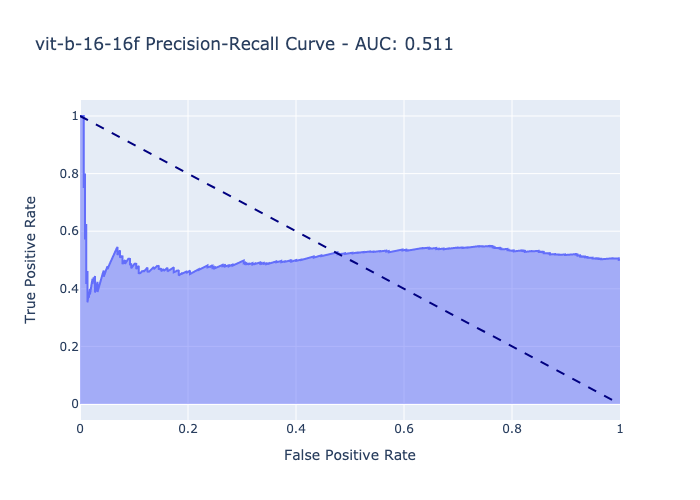 vit-b-16-16f Precision-Recall Curve - AUC: 0.511
1
0.8
0.6
0.4
0.2
0
True Positive Rate
0 0.2 0.4 0.6 0.8 1
False Positive Rate